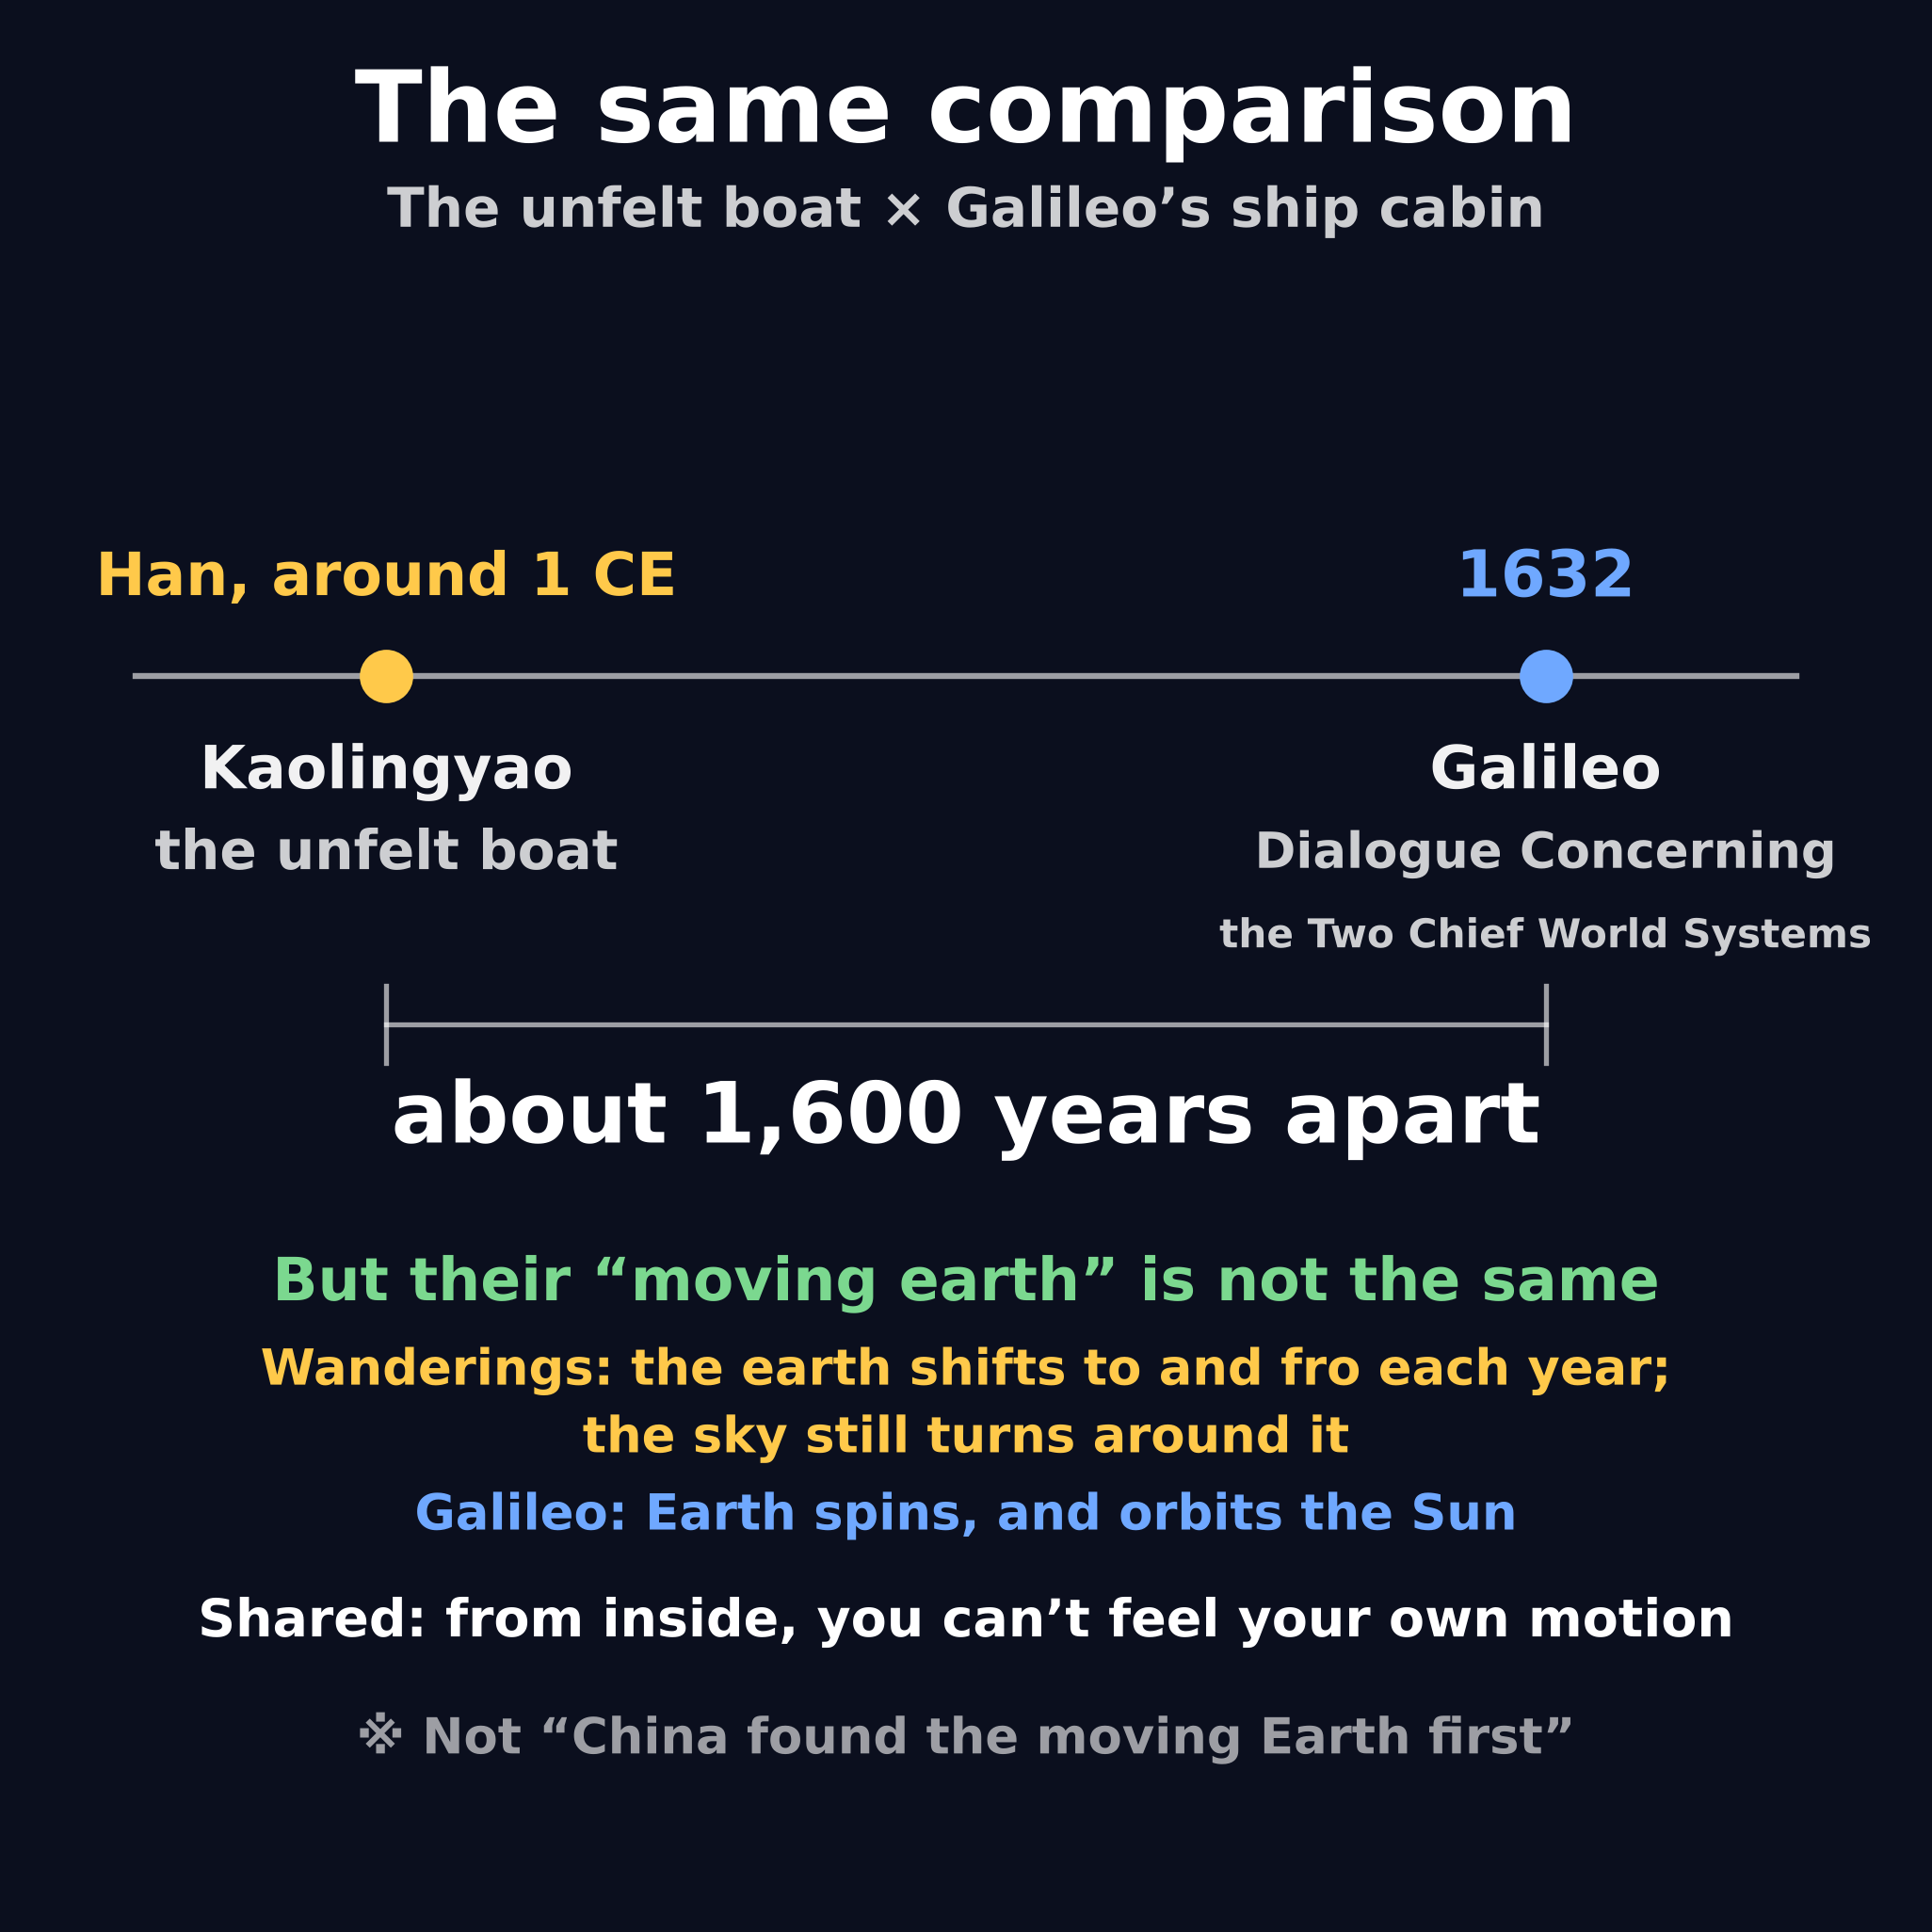 The same comparison
The unfelt boat × Galileo’s ship cabin
Han, around 1 CE
1632
Kaolingyao
Galileo
the unfelt boat
Dialogue Concerning
the Two Chief World Systems
about 1,600 years apart
But their “moving earth” is not the same
Wanderings: the earth shifts to and fro each year;
the sky still turns around it
Galileo: Earth spins, and orbits the Sun
Shared: from inside, you can’t feel your own motion
※ Not “China found the moving Earth first”